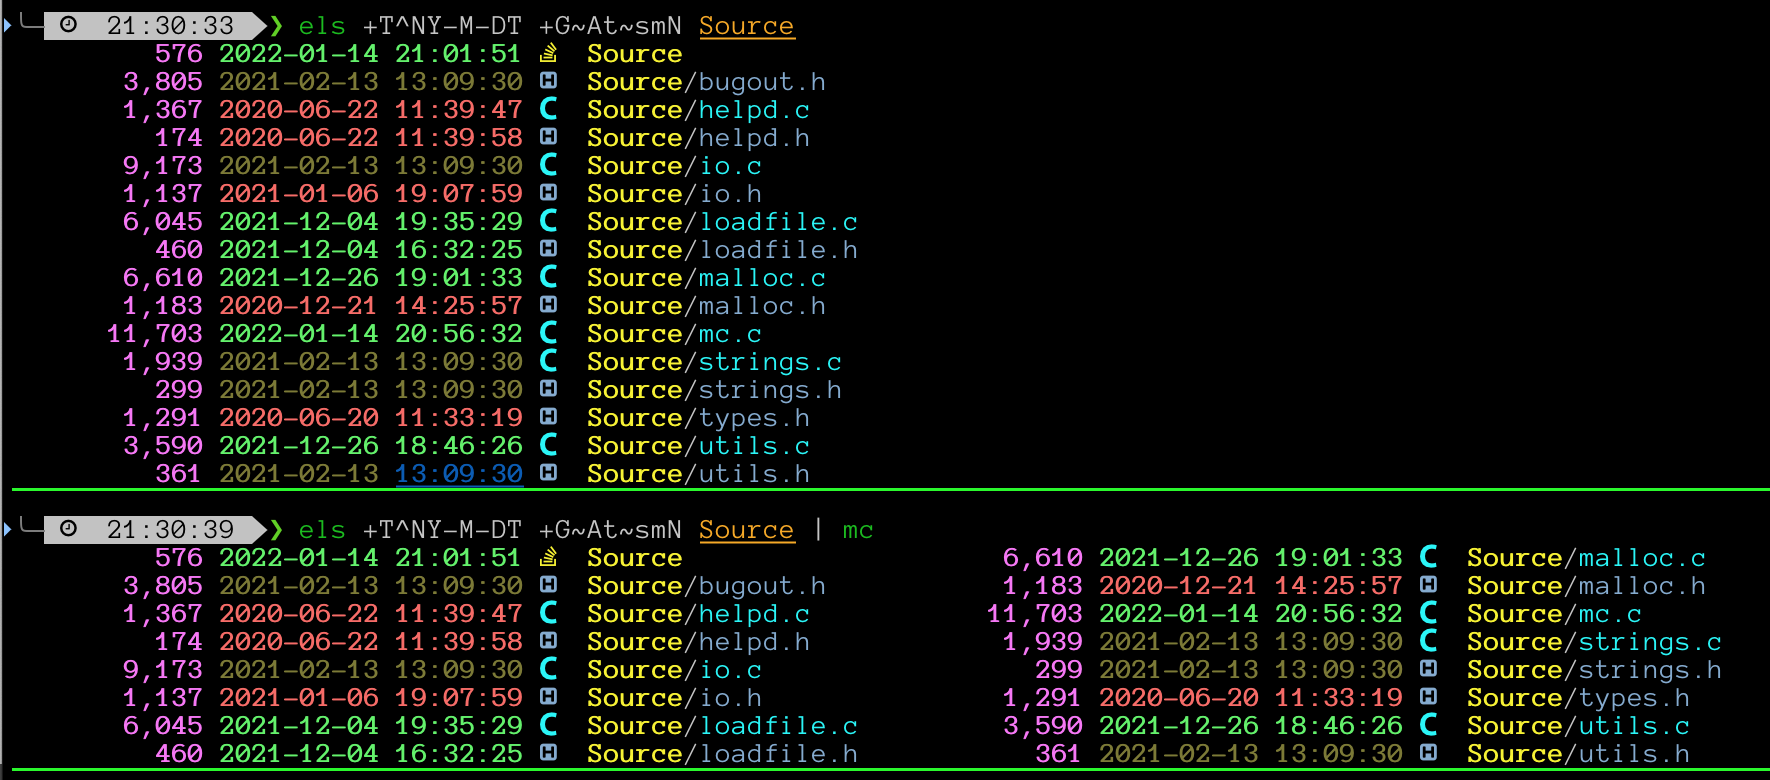 21:30:33 ❯ els +T^NY-M-DT +G~At~smN Source
576 2022-01-14 21:01:51 Source
3,805 2021-02-13 13:09:30 H Source/bugout.h
1,367 2020-06-22 11:39:47 C Source/helpd.c
174 2020-06-22 11:39:58 H Source/helpd.h
9,173 2021-02-13 13:09:30 C Source/io.c
1,137 2021-01-06 19:07:59 H Source/io.h
6,045 2021-12-04 19:35:29 C Source/loadfile.c
460 2021-12-04 16:32:25 H Source/loadfile.h
6,610 2021-12-26 19:01:33 C Source/malloc.c
1,183 2020-12-21 14:25:57 H Source/malloc.h
11,703 2022-01-14 20:56:32 C Source/mc.c
1,939 2021-02-13 13:09:30 C Source/strings.c
299 2021-02-13 13:09:30 H Source/strings.h
1,291 2020-06-20 11:33:19 H Source/types.h
3,590 2021-12-26 18:46:26 C Source/utils.c
361 2021-02-13 13:09:30 H Source/utils.h
21:30:39 ❯ els +T^NY-M-DT +G~At~smN Source | mc
576 2022-01-14 21:01:51 Source 6,610 2021-12-26 19:01:33 C Source/malloc.c
3,805 2021-02-13 13:09:30 H Source/bugout.h 1,183 2020-12-21 14:25:57 H Source/malloc.h
1,367 2020-06-22 11:39:47 C Source/helpd.c 11,703 2022-01-14 20:56:32 C Source/mc.c
174 2020-06-22 11:39:58 H Source/helpd.h 1,939 2021-02-13 13:09:30 C Source/strings.c
9,173 2021-02-13 13:09:30 C Source/io.c 299 2021-02-13 13:09:30 H Source/strings.h
1,137 2021-01-06 19:07:59 H Source/io.h 1,291 2020-06-20 11:33:19 H Source/types.h
6,045 2021-12-04 19:35:29 C Source/loadfile.c 3,590 2021-12-26 18:46:26 C Source/utils.c
460 2021-12-04 16:32:25 H Source/loadfile.h 361 2021-02-13 13:09:30 H Source/utils.h